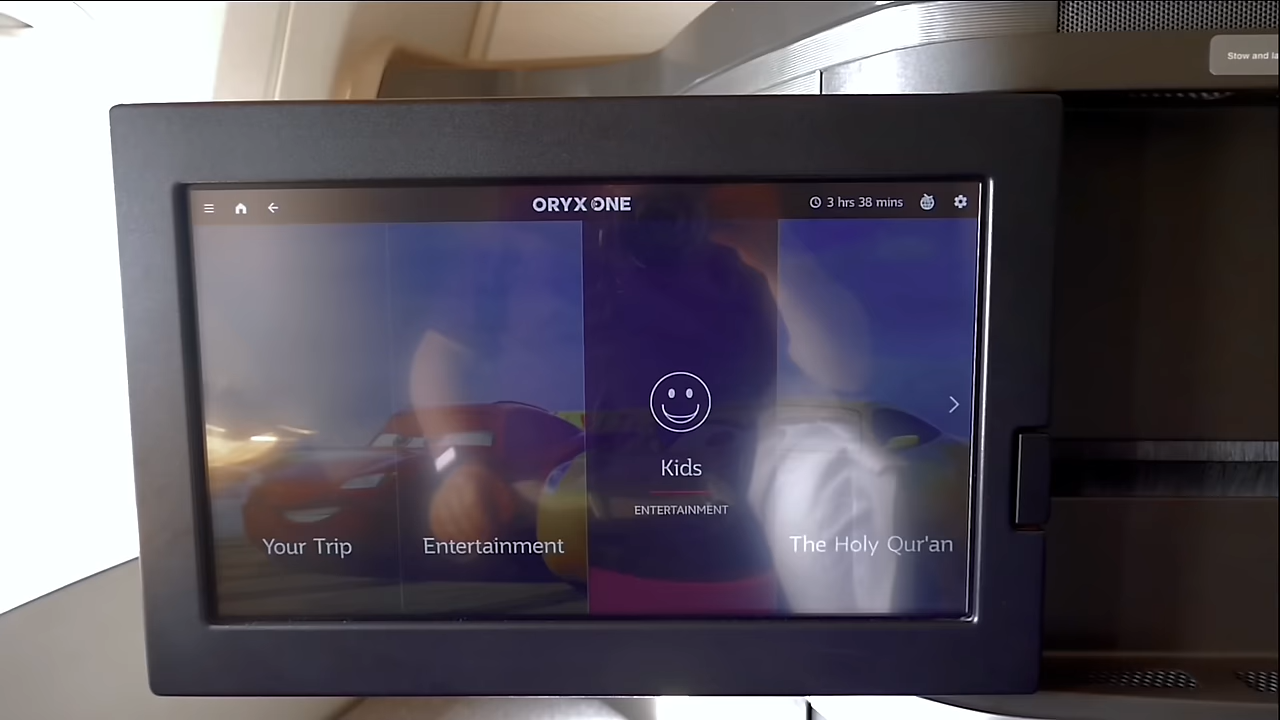 Stow and la
ORYX ONE
3 hrs 38 mins
Kids
ENTERTAINMENT
Your Trip
Entertainment
The Holy Qur'an